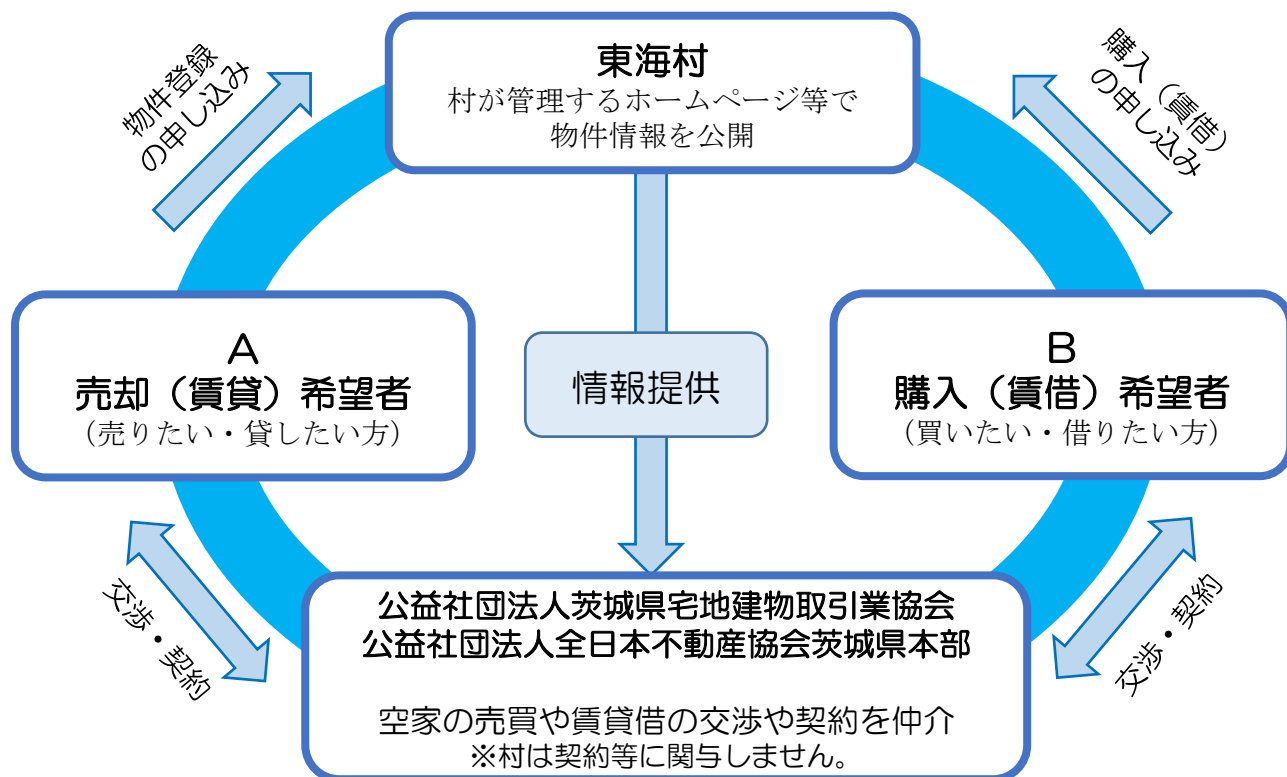 東海村
村が管理するホームページ等で
物件情報を公開
物件登録
の申し込み
購入（賃借）
の申し込み
A
売却（賃貸）希望者
（売りたい・貸したい方）
情報提供
B
購入（賃借）希望者
（買いたい・借りたい方）
交渉・契約
交渉・契約
公益社団法人茨城県宅地建物取引業協会
公益社団法人全日本不動産協会茨城県本部
空家の売買や賃貸借の交渉や契約を仲介
※村は契約等に関与しません。